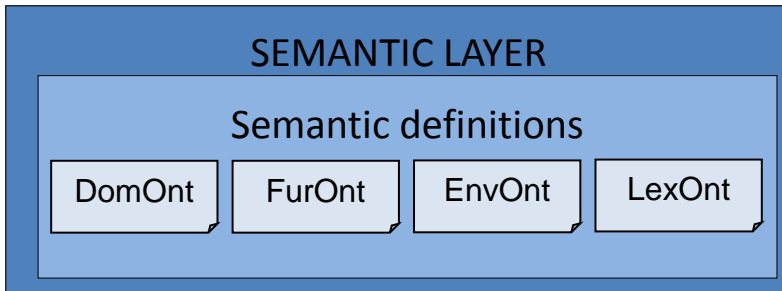 SEMANTIC LAYER
Semantic definitions
DomOnt FurOnt EnvOnt LexOnt